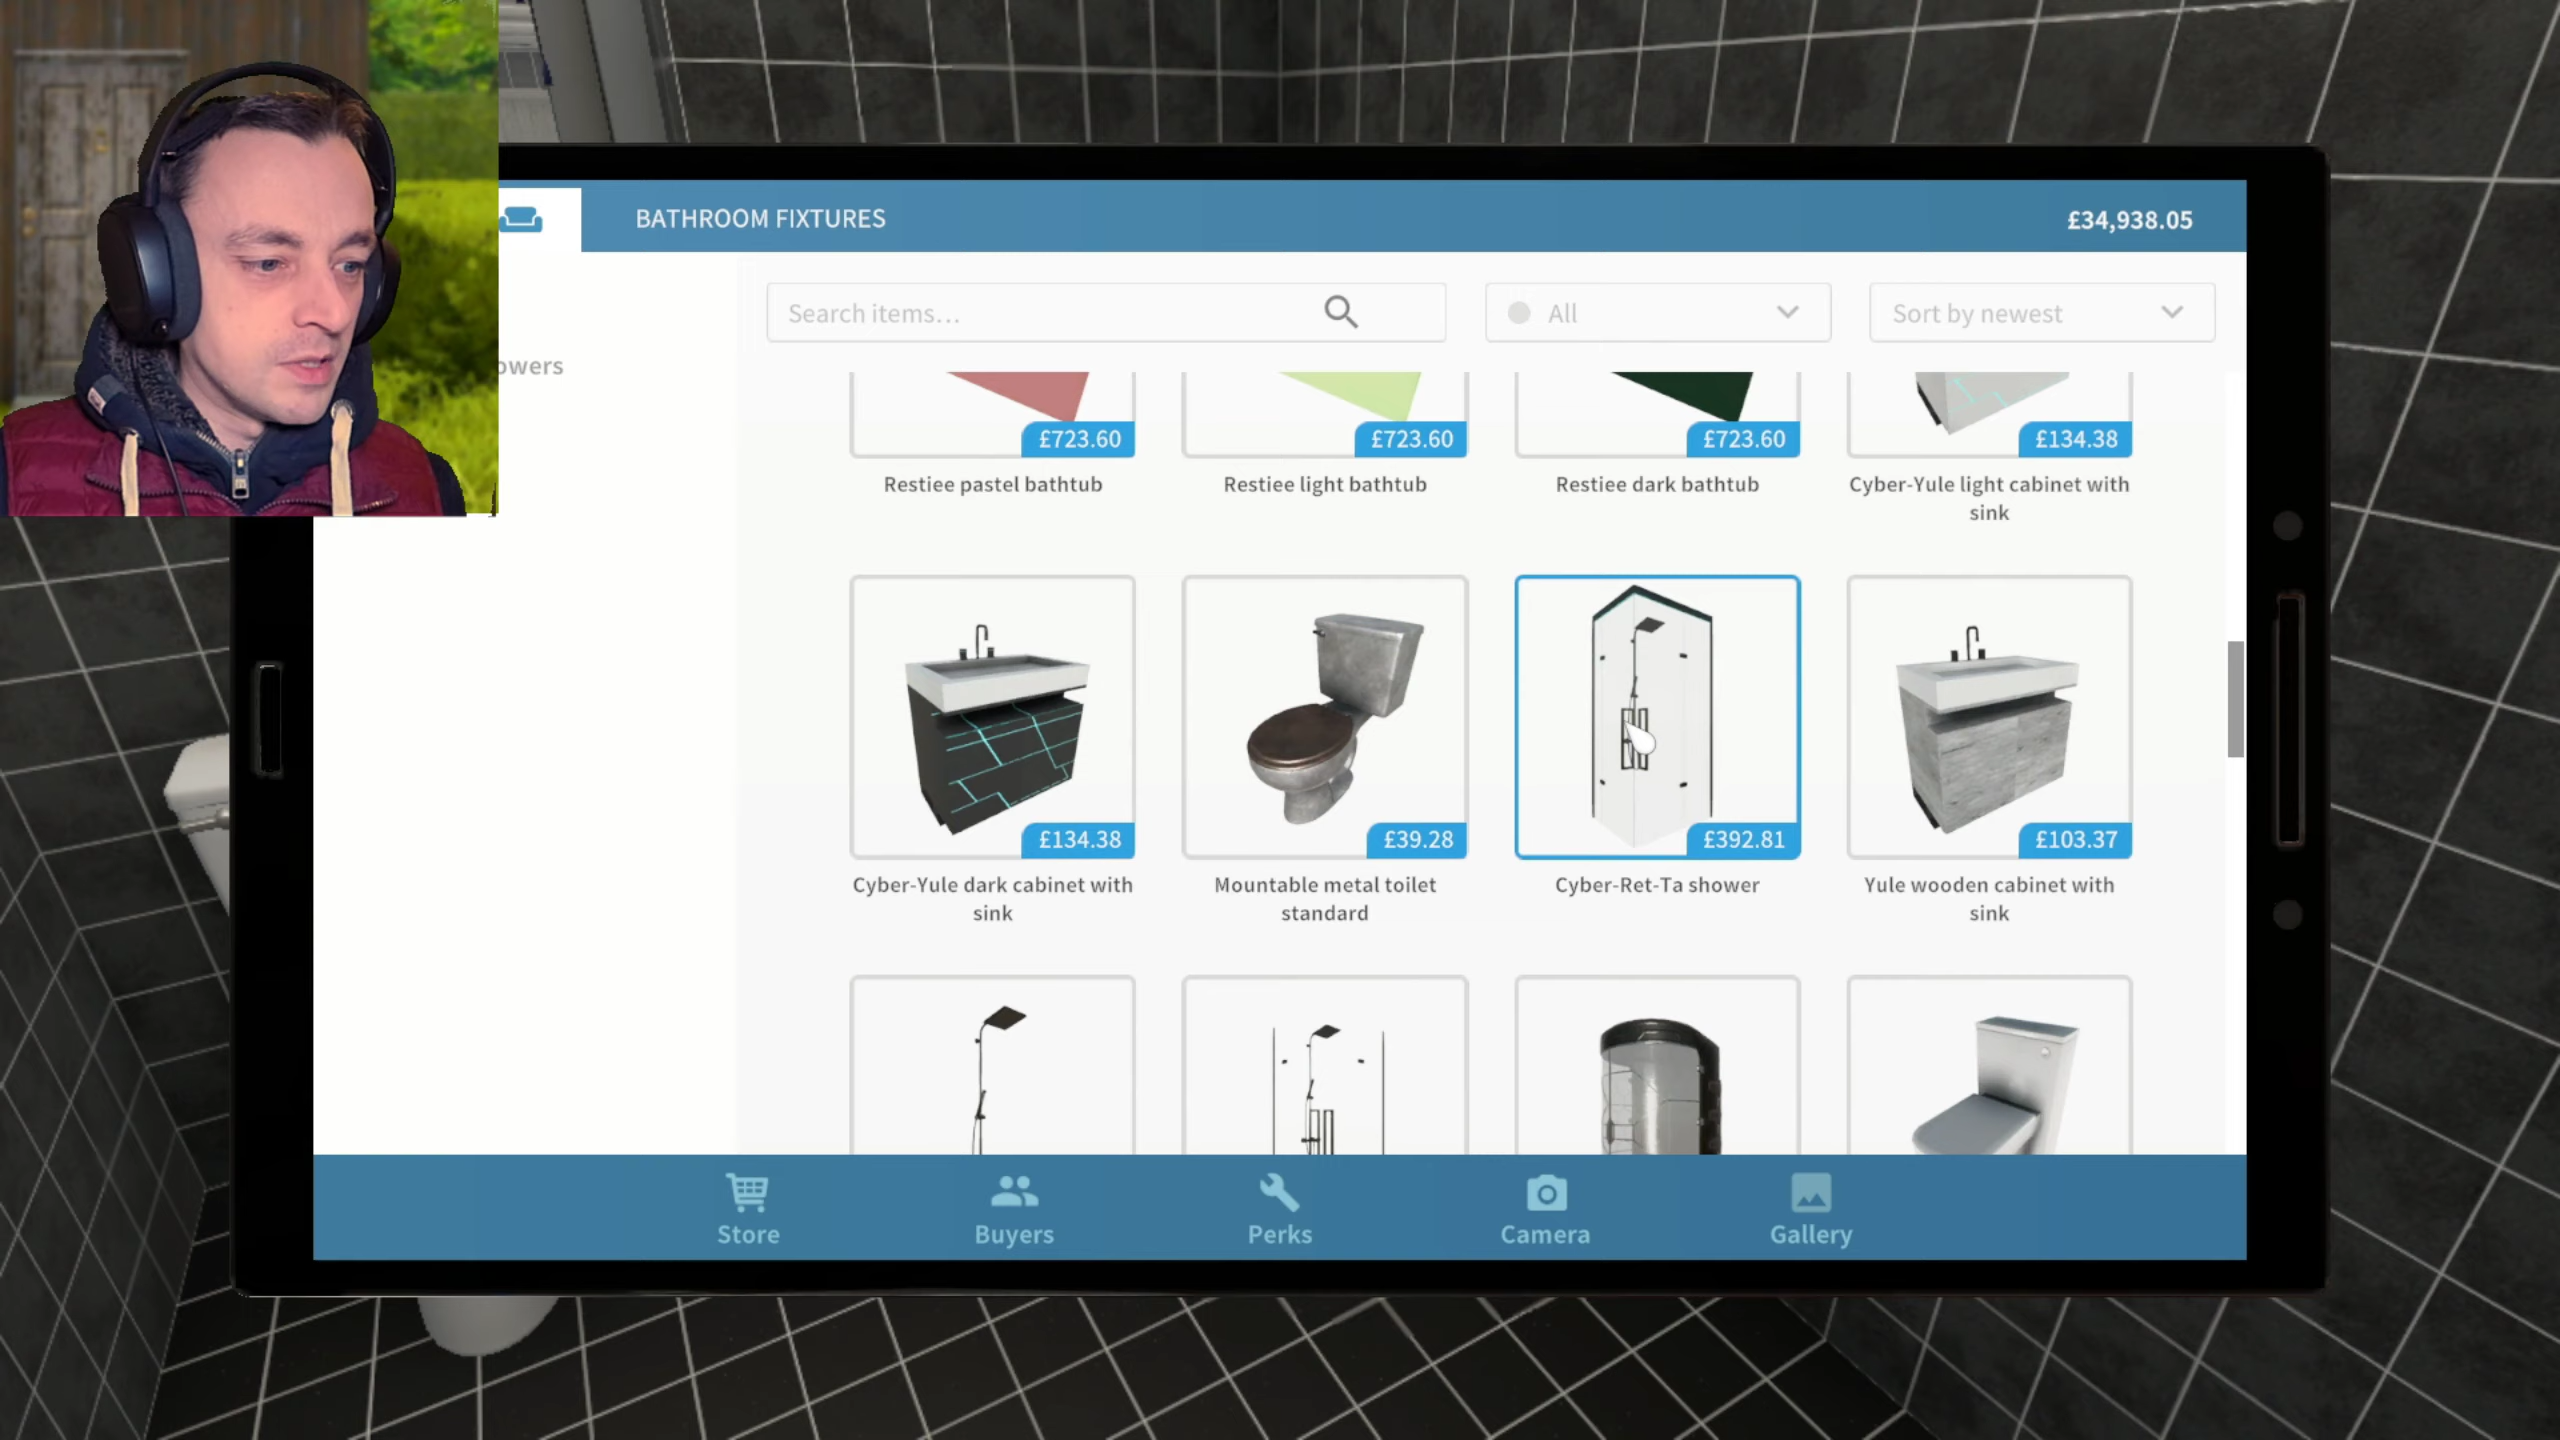 BATHROOM FIXTURES
£34,938.05
Search items...
All
Sort by newest
owers
£723.60
£723.60
£723.60
£134.38
Restiee pastel bathtub
Restiee light bathtub
Restiee dark bathtub
Cyber-Yule light cabinet with
sink
£134.38
£39.28
£392.81
£103.37
Cyber-Yule dark cabinet with
sink
Mountable metal toilet
standard
Cyber-Ret-Ta shower
Yule wooden cabinet with
sink
Store
Buyers
Perks
Camera
Gallery